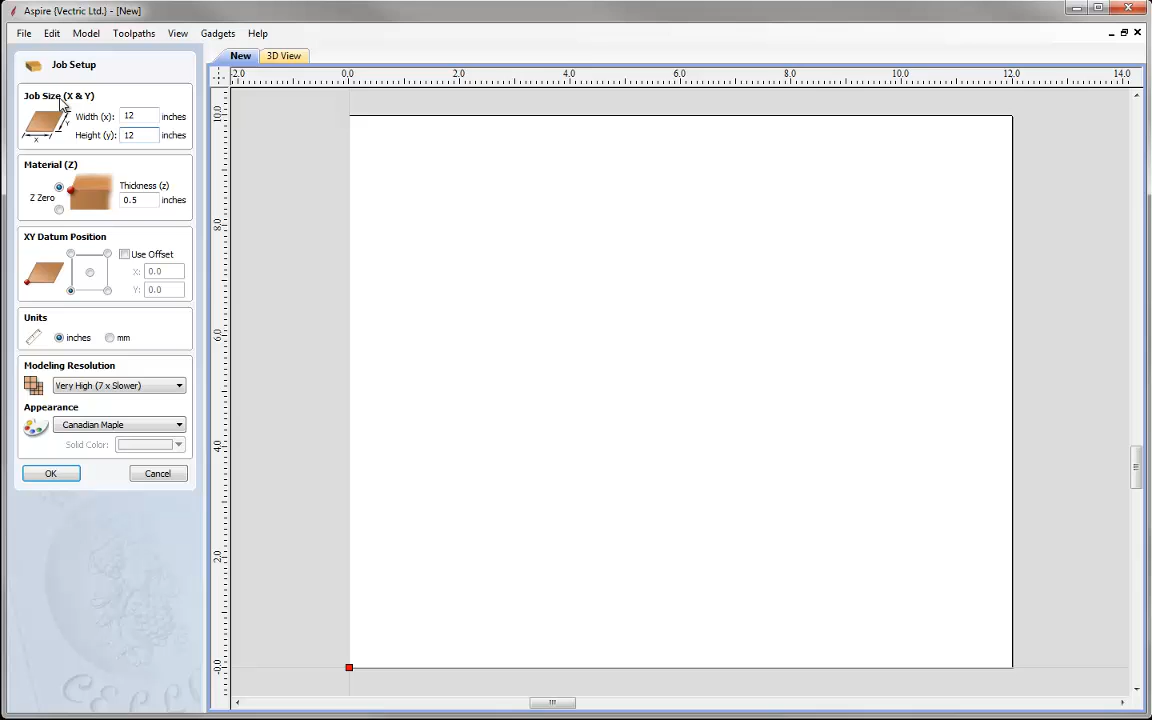 Aspire {Vectric Ltd.} - [New]
File Edit Model Toolpaths View Gadgets Help
Job Setup
New 3D View
-2.0 0.0 2.0 4.0 6.0 8.0 10.0 12.0 14.0
Job Size (X & Y)
Width (x): 12 inches
Height (y): 12 inches
X Y
Material (Z)
Z Zero
Thickness (z)
0.5 inches
XY Datum Position
Use Offset
X: 0.0
Y: 0.0
Units
inches mm
Modeling Resolution
Very High (7 x Slower)
Appearance
Canadian Maple
Solid Color:
OK Cancel
10.0
8.0
6.0
4.0
2.0
-0.0